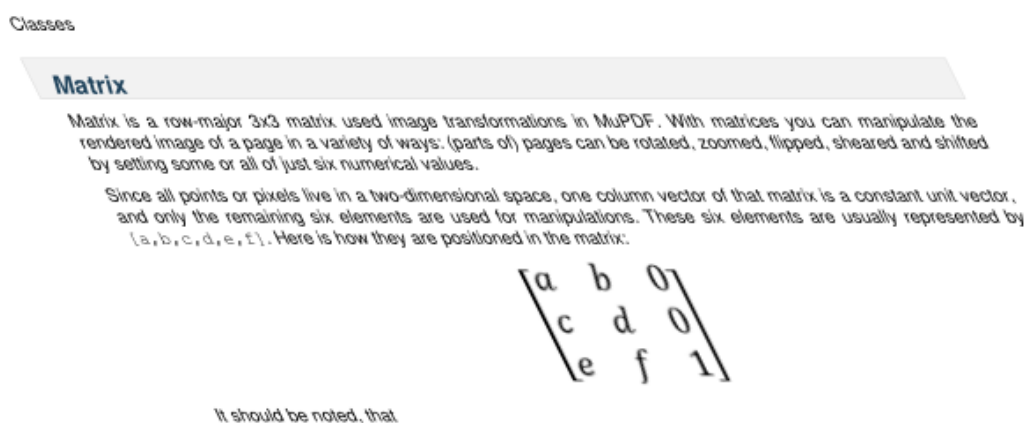 Classes
Matrix
Matrix is a row-major 3x3 matrix used image transformations in MuPDF. With matrices you can manipulate the
rendered image of a page in a variety of ways: (parts of) pages can be rotated, zoomed, flipped, sheared and shifted
by setting some or all of just six numerical values.
Since all points or pixels live in a two-dimensional space, one column vector of that matrix is a constant unit vector,
and only the remaining six elements are used for manipulations. These six elements are usually represented by
[a,b,c,d,e,f]. Here is how they are positioned in the matrix:
a b 0
c d 0
e f 1
It should be noted, that